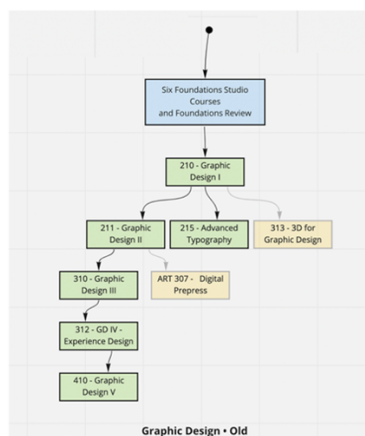 Six Foundations Studio
Courses
and Foundations Review
210 - Graphic
Design I
211 - Graphic
Design II
215 - Advanced
Typography
313 - 3D for
Graphic Design
310 - Graphic
Design III
ART 307 - Digital
Prepress
312 - GD IV -
Experience Design
410 - Graphic
Design V
Graphic Design • Old